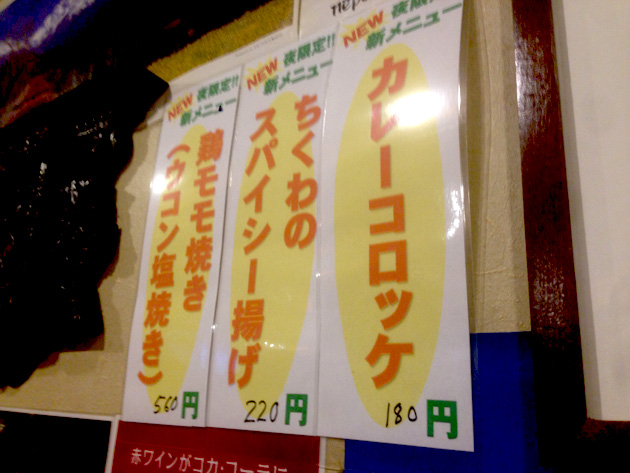 NEW 夜限定!!
新メニュー
カレーコロッケ
180円
NEW 夜限定!!
新メニュー
ちくわの
スパイシー揚げ
220円
NEW 夜限定!!
新メニュー
鶏モモ焼き
(ウコン塩焼き)
560円
赤ワインがコカ・コーラに